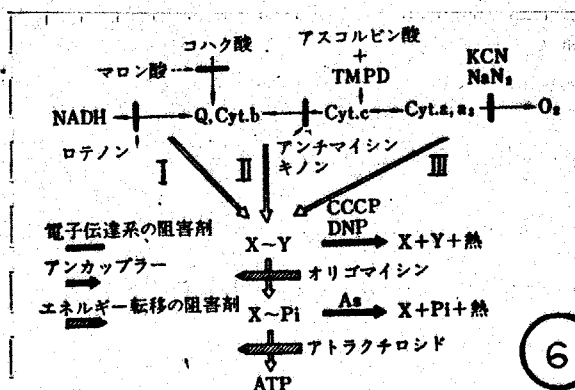 コハク酸
アスコルビン酸
+
TMPD
KCN
NaN₃
マロン酸
NADH Q, Cyt.b Cyt.c Cyt.a, a₃ O₂
ロテノン
アンチマイシン
キノン
I II III
CCCP
DNP
電子伝達系の阻害剤
X~Y X+Y+熱
アンカップラー
オリゴマイシン
エネルギー転移の阻害剤
X~Pi As X+Pi+熱
アトラクチロシド
ATP
6